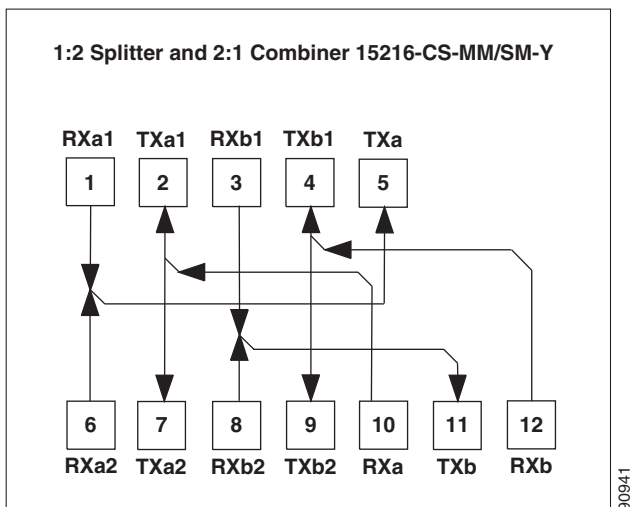 1:2 Splitter and 2:1 Combiner 15216-CS-MM/SM-Y
RXa1 TXa1 RXb1 TXb1 TXa
1 2 3 4 5
6 7 8 9 10 11 12
RXa2 TXa2 RXb2 TXb2 RXa TXb RXb
90941